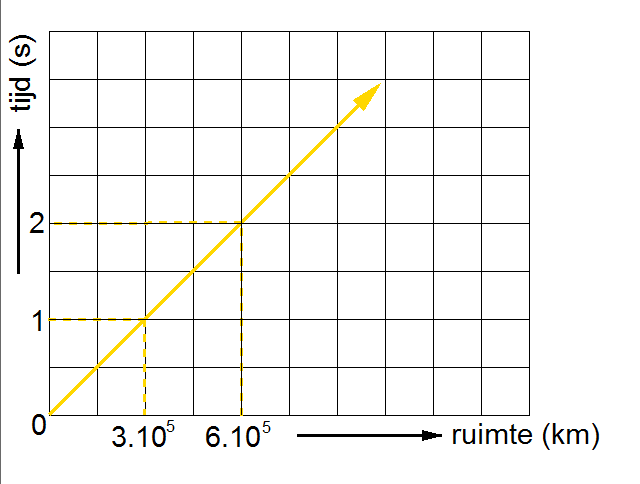 tijd (s)
2
1
0
3.10⁵
6.10⁵
ruimte (km)